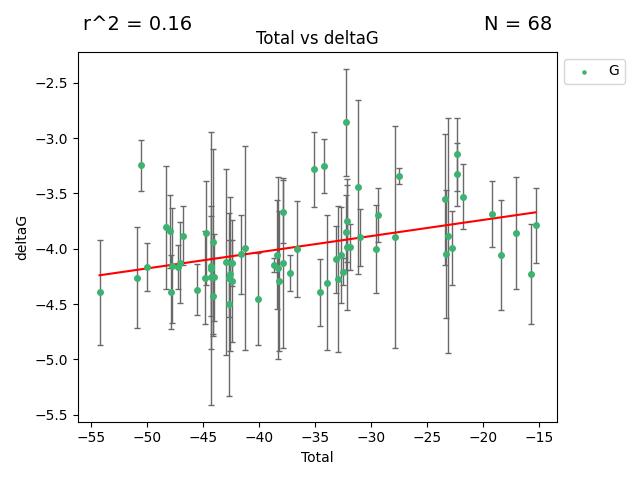 r^2 = 0.16
N = 68
Total vs deltaG
G
deltaG
−2.5
−3.0
−3.5
−4.0
−4.5
−5.0
−5.5
−55 −50 −45 −40 −35 −30 −25 −20 −15
Total